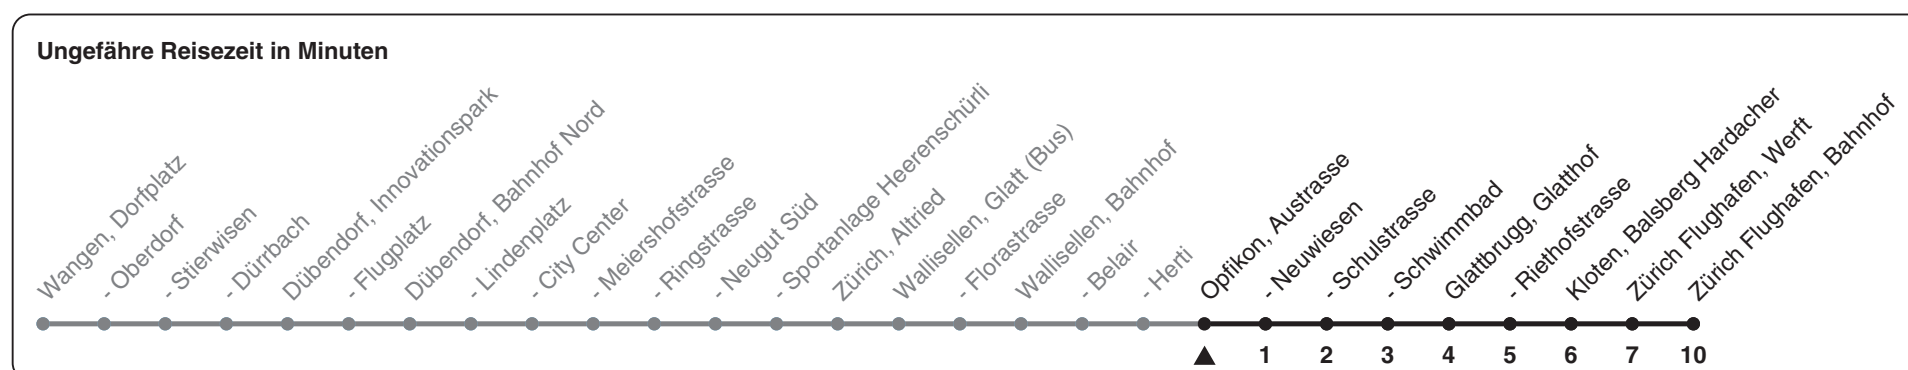 Ungefähre Reisezeit in Minuten
Wangen, Dorfplatz
- Oberdorf
- Stierwisen
- Dürrbach
Dübendorf, Innovationspark
- Flugplatz
Dübendorf, Bahnhof Nord
- Lindenplatz
- City Center
- Meiershofstrasse
- Ringstrasse
- Neugut Süd
- Sportanlage Heerenschürli
Zürich, Altried
Wallisellen, Glatt (Bus)
- Florastrasse
Wallisellen, Bahnhof
- Belair
- Herti
Opfikon, Austrasse
- Neuwiesen
- Schulstrasse
- Schwimmbad
Glattbrugg, Glatthof
- Riethofstrasse
Kloten, Balsberg Hardacher
Zürich Flughafen, Werft
Zürich Flughafen, Bahnhof
1 2 3 4 5 6 7 10